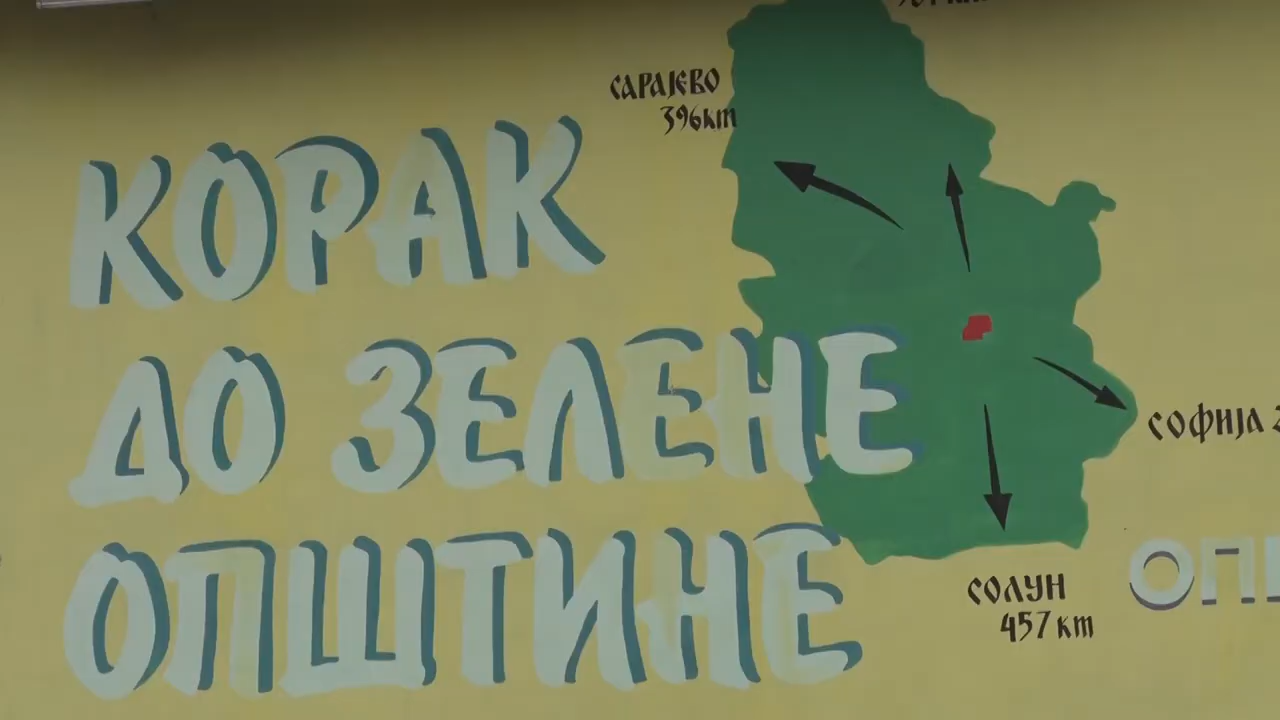 САРАЈЕВО
396km
КОРАК
ДО ЗЕЛЕНЕ
ОПШТИНЕ
СОФИЈА
СОЛУН
457km